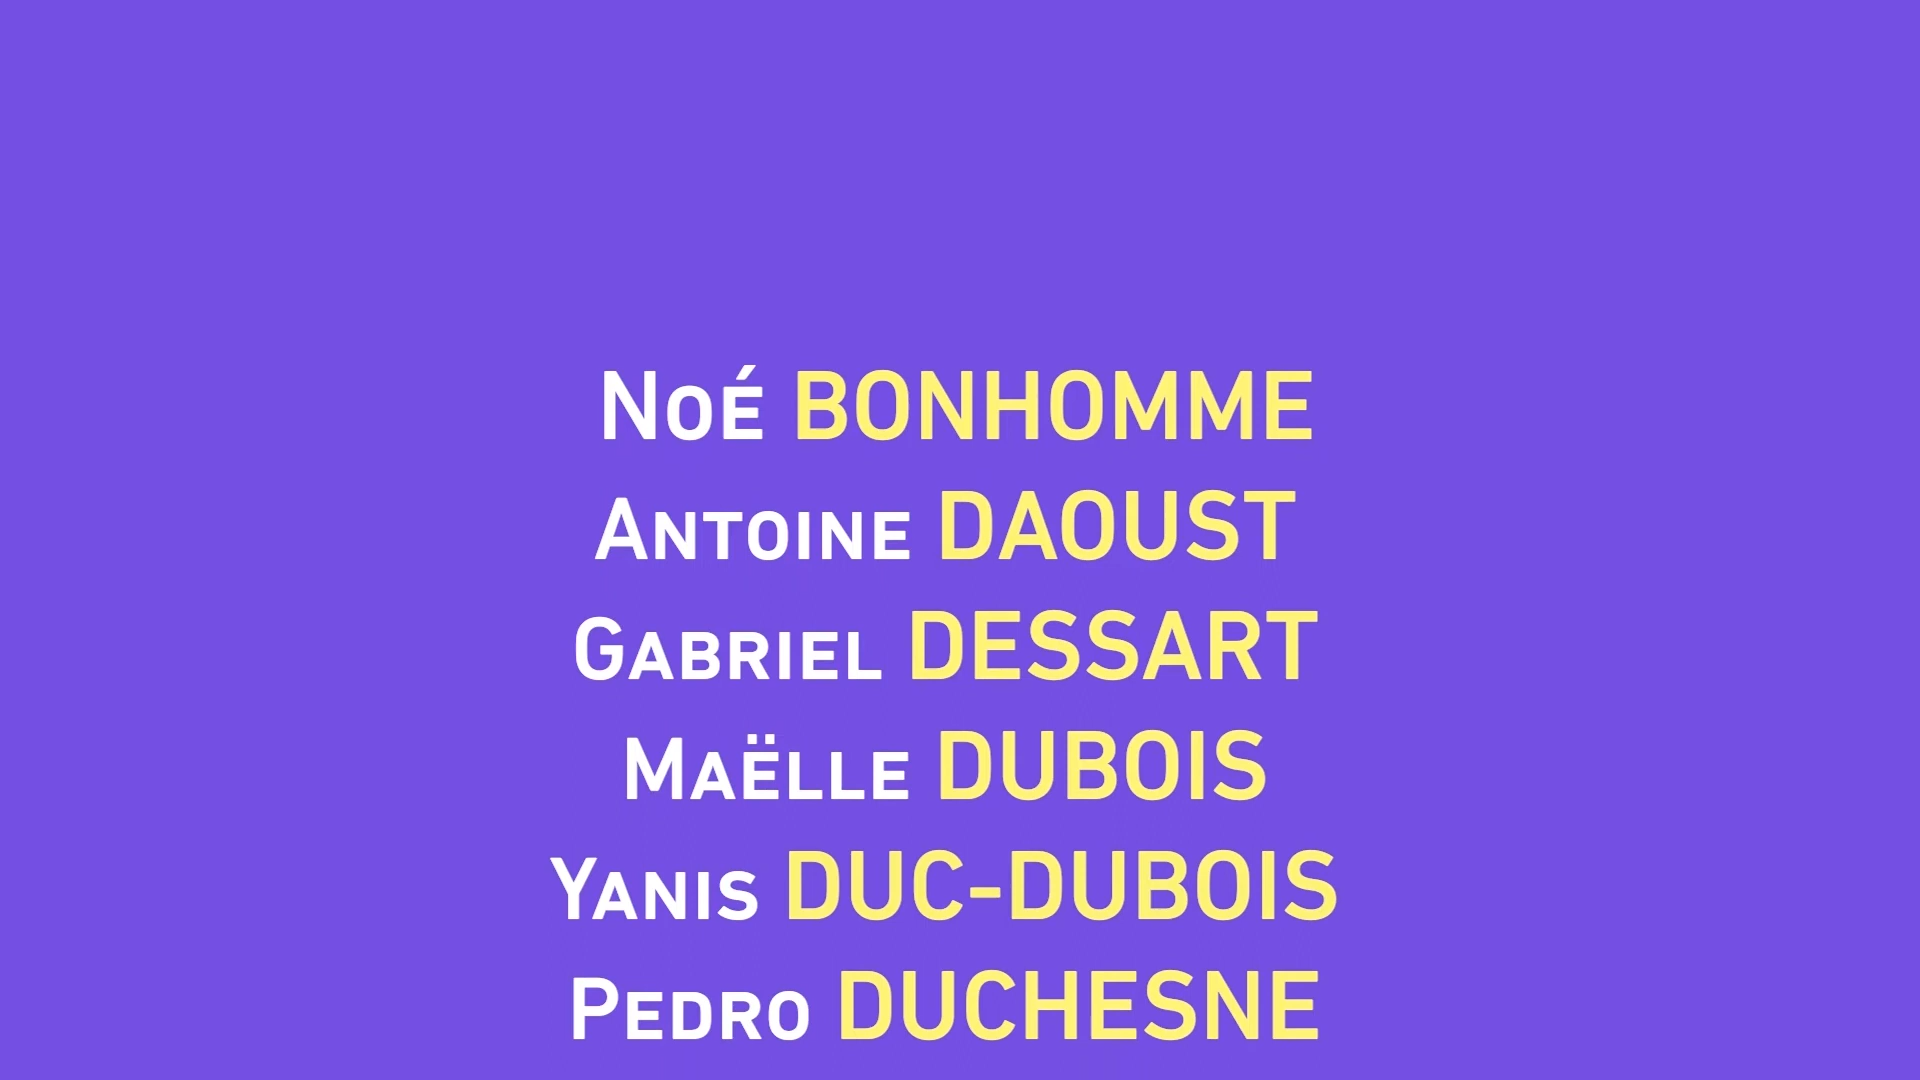 Noé BONHOMME
Antoine DAOUST
Gabriel DESSART
Maëlle DUBOIS
Yanis DUC-DUBOIS
Pedro DUCHESNE